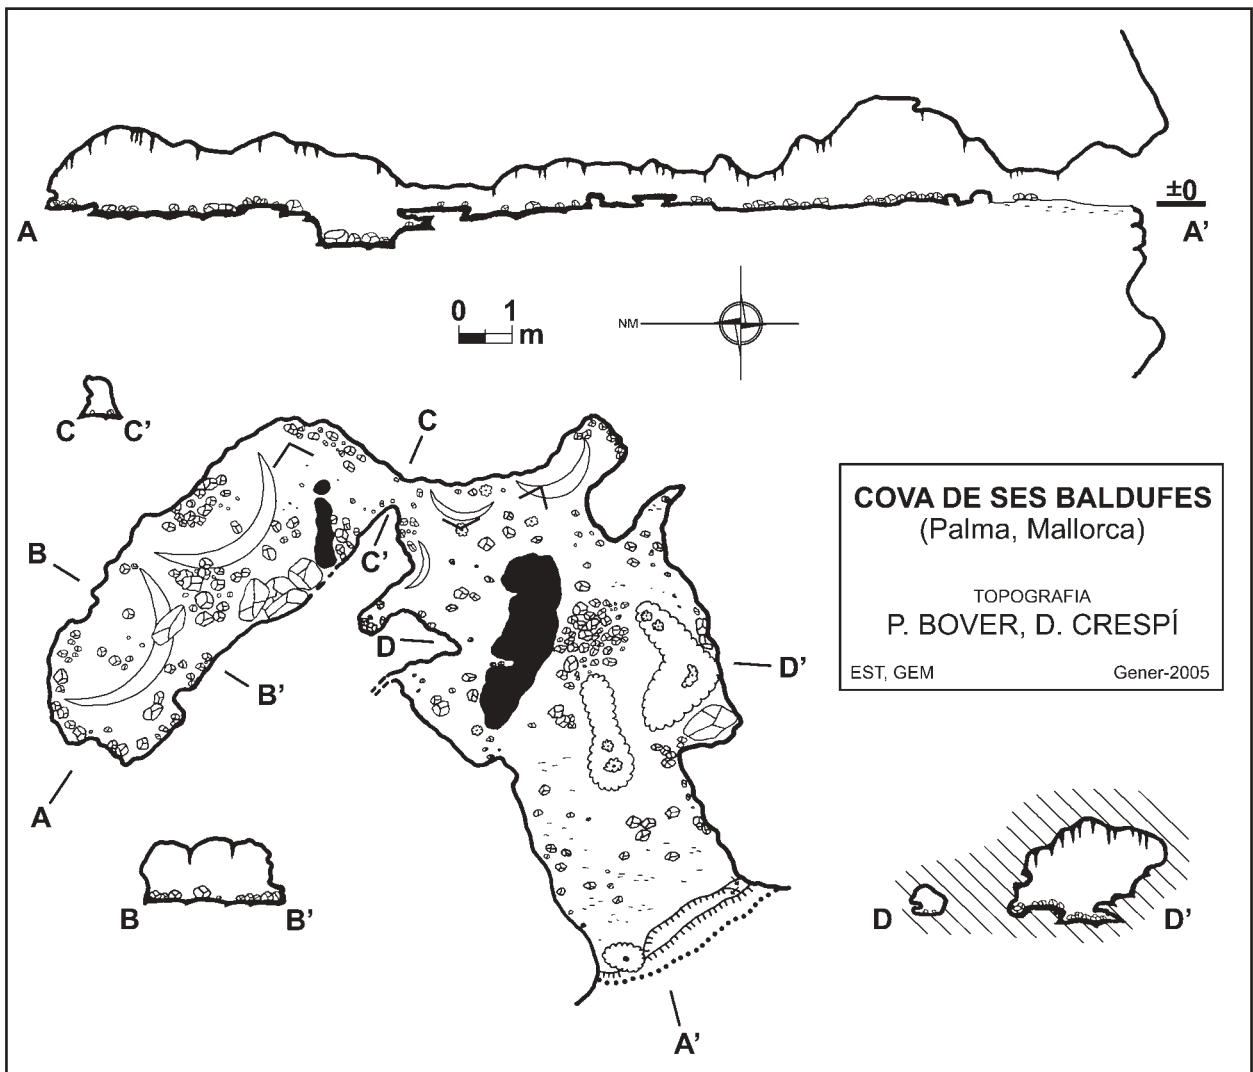 A
±0
A'
0 1
m
NM
C C'
C
B
C'
D
D'
B'
A
B B'
A'
D D'
COVA DE SES BALDUFES
(Palma, Mallorca)
TOPOGRAFIA
P. BOVER, D. CRESPÍ
EST, GEM Gener-2005